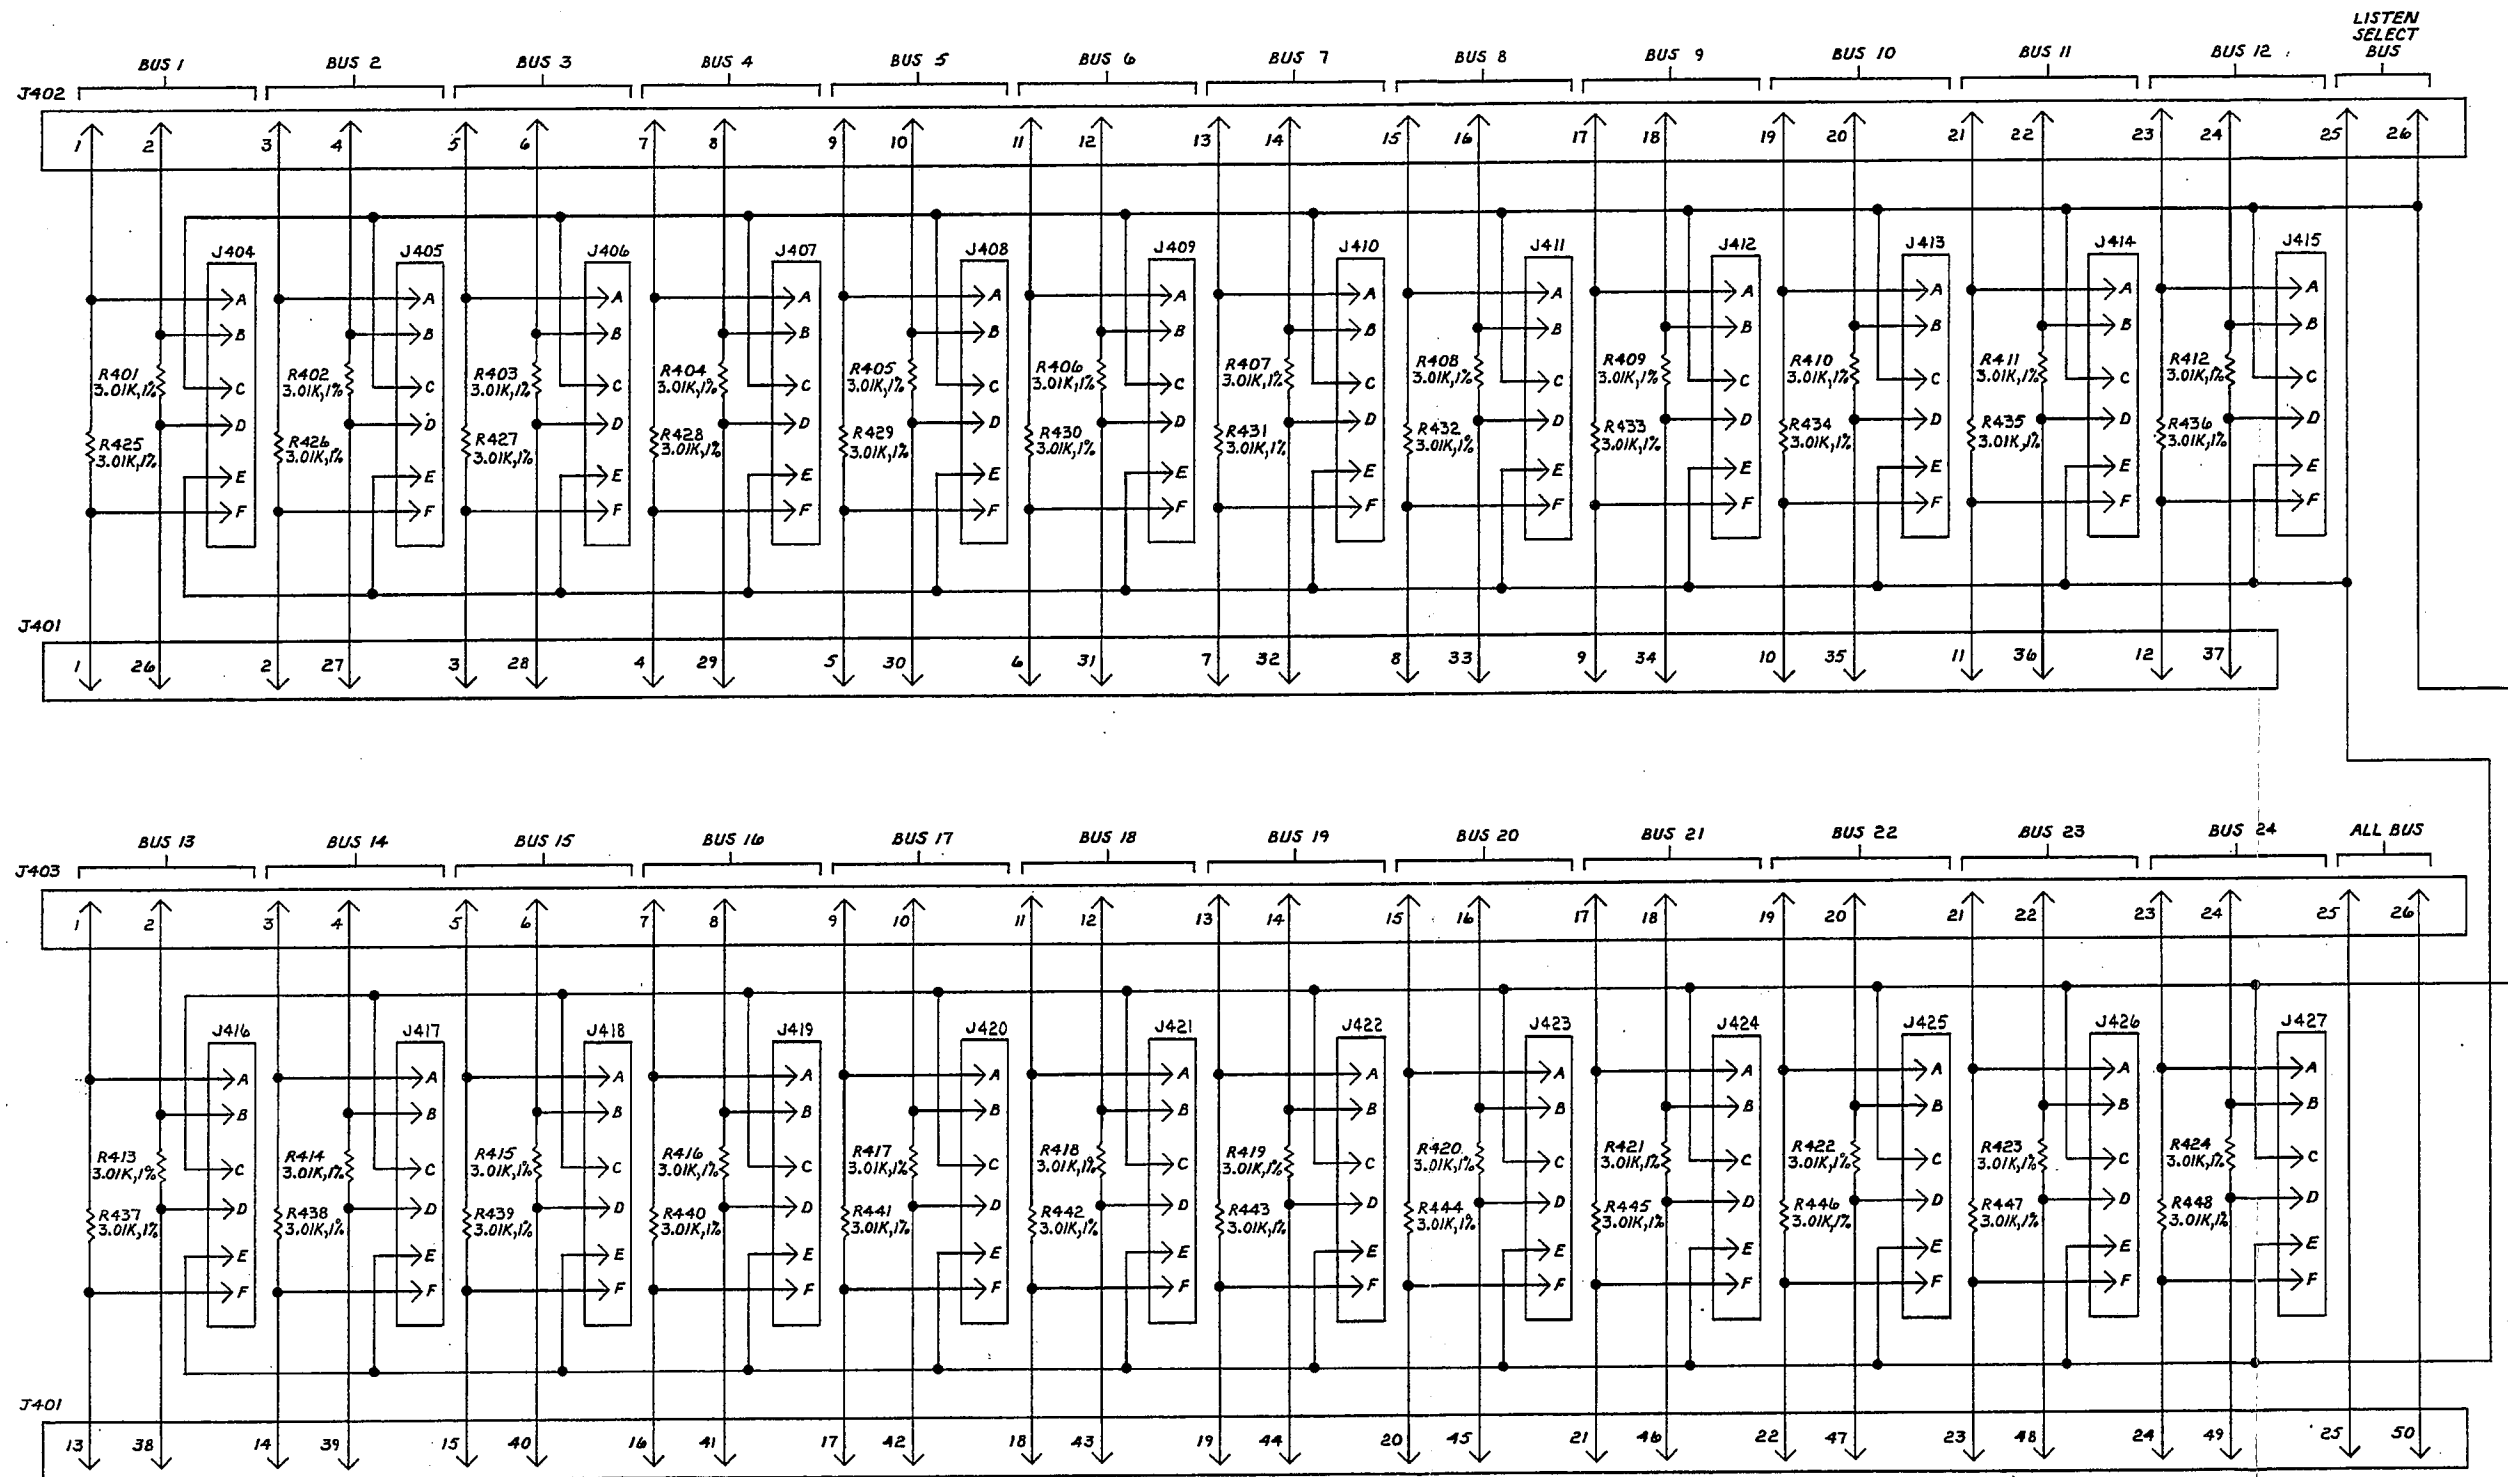 LISTEN
SELECT
BUS 1 BUS 2 BUS 3 BUS 4 BUS 5 BUS 6 BUS 7 BUS 8 BUS 9 BUS 10 BUS 11 BUS 12 BUS
J402
1 2 3 4 5 6 7 8 9 10 11 12 13 14 15 16 17 18 19 20 21 22 23 24 25 26
J404 J405 J406 J407 J408 J409 J410 J411 J412 J413 J414 J415
A A A A A A A A A A A A
B B B B B B B B B B B B
R401 R402 R403 R404 R405 R406 R407 R408 R409 R410 R411 R412
3.01K,1% 3.01K,1% 3.01K,1% 3.01K,1% 3.01K,1% 3.01K,1% 3.01K,1% 3.01K,1% 3.01K,1% 3.01K,1% 3.01K,1% 3.01K,1%
C C C C C C C C C C C C
D D D D D D D D D D D D
R425 R426 R427 R428 R429 R430 R431 R432 R433 R434 R435 R436
3.01K,1% 3.01K,1% 3.01K,1% 3.01K,1% 3.01K,1% 3.01K,1% 3.01K,1% 3.01K,1% 3.01K,1% 3.01K,1% 3.01K,1% 3.01K,1%
E E E E E E E E E E E E
F F F F F F F F F F F F
J401
1 26 2 27 3 28 4 29 5 30 6 31 7 32 8 33 9 34 10 35 11 36 12 37
BUS 13 BUS 14 BUS 15 BUS 16 BUS 17 BUS 18 BUS 19 BUS 20 BUS 21 BUS 22 BUS 23 BUS 24 ALL BUS
J403
1 2 3 4 5 6 7 8 9 10 11 12 13 14 15 16 17 18 19 20 21 22 23 24 25 26
J416 J417 J418 J419 J420 J421 J422 J423 J424 J425 J426 J427
A A A A A A A A A A A A
B B B B B B B B B B B B
R413 R414 R415 R416 R417 R418 R419 R420 R421 R422 R423 R424
3.01K,1% 3.01K,1% 3.01K,1% 3.01K,1% 3.01K,1% 3.01K,1% 3.01K,1% 3.01K,1% 3.01K,1% 3.01K,1% 3.01K,1% 3.01K,1%
C C C C C C C C C C C C
D D D D D D D D D D D D
R437 R438 R439 R440 R441 R442 R443 R444 R445 R446 R447 R448
3.01K,1% 3.01K,1% 3.01K,1% 3.01K,1% 3.01K,1% 3.01K,1% 3.01K,1% 3.01K,1% 3.01K,1% 3.01K,1% 3.01K,1% 3.01K,1%
E E E E E E E E E E E E
F F F F F F F F F F F F
J401
13 38 14 39 15 40 16 41 17 42 18 43 19 44 20 45 21 46 22 47 23 48 24 49 25 50